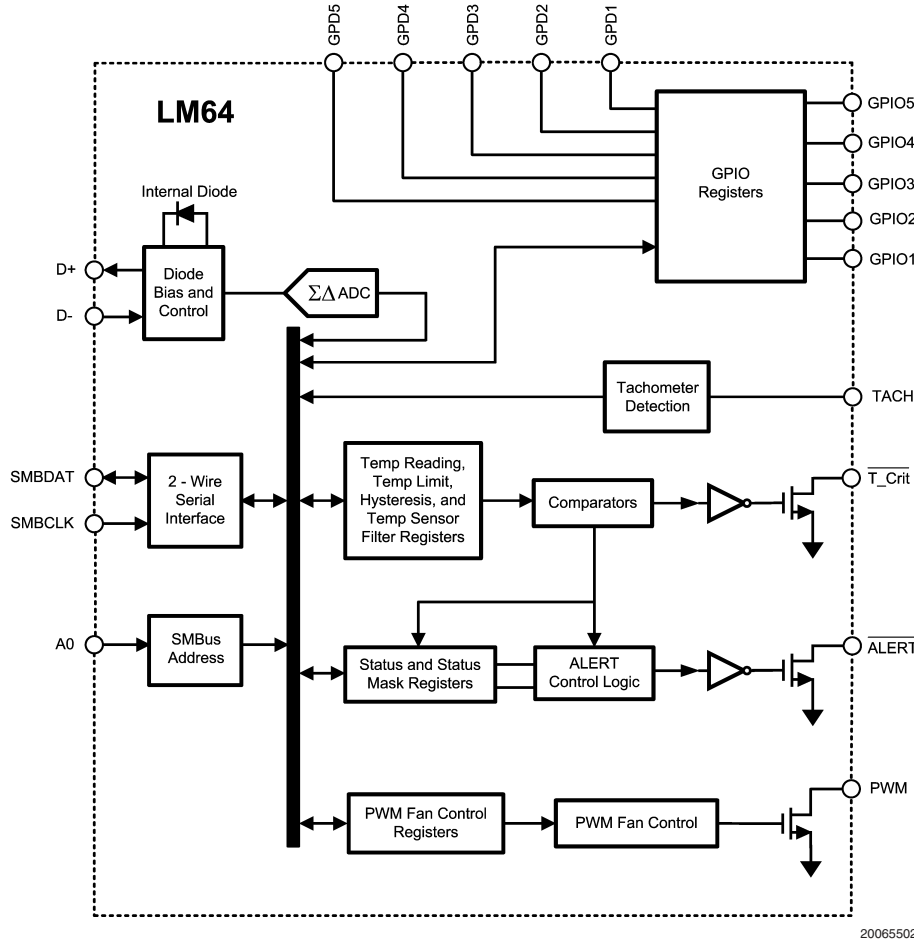 GPD5
GPD4
GPD3
GPD2
GPD1
LM64
GPIO5
GPIO4
GPIO3
GPIO2
GPIO1
GPIO
Registers
Internal Diode
D+
D-
Diode
Bias and
Control
ΣΔ ADC
Tachometer
Detection
TACH
SMBDAT
SMBCLK
2 - Wire
Serial
Interface
Temp Reading,
Temp Limit,
Hysteresis, and
Temp Sensor
Filter Registers
Comparators
T_Crit
A0
SMBus
Address
Status and Status
Mask Registers
ALERT
Control Logic
ALERT
PWM
PWM Fan Control
Registers
PWM Fan Control
20065502